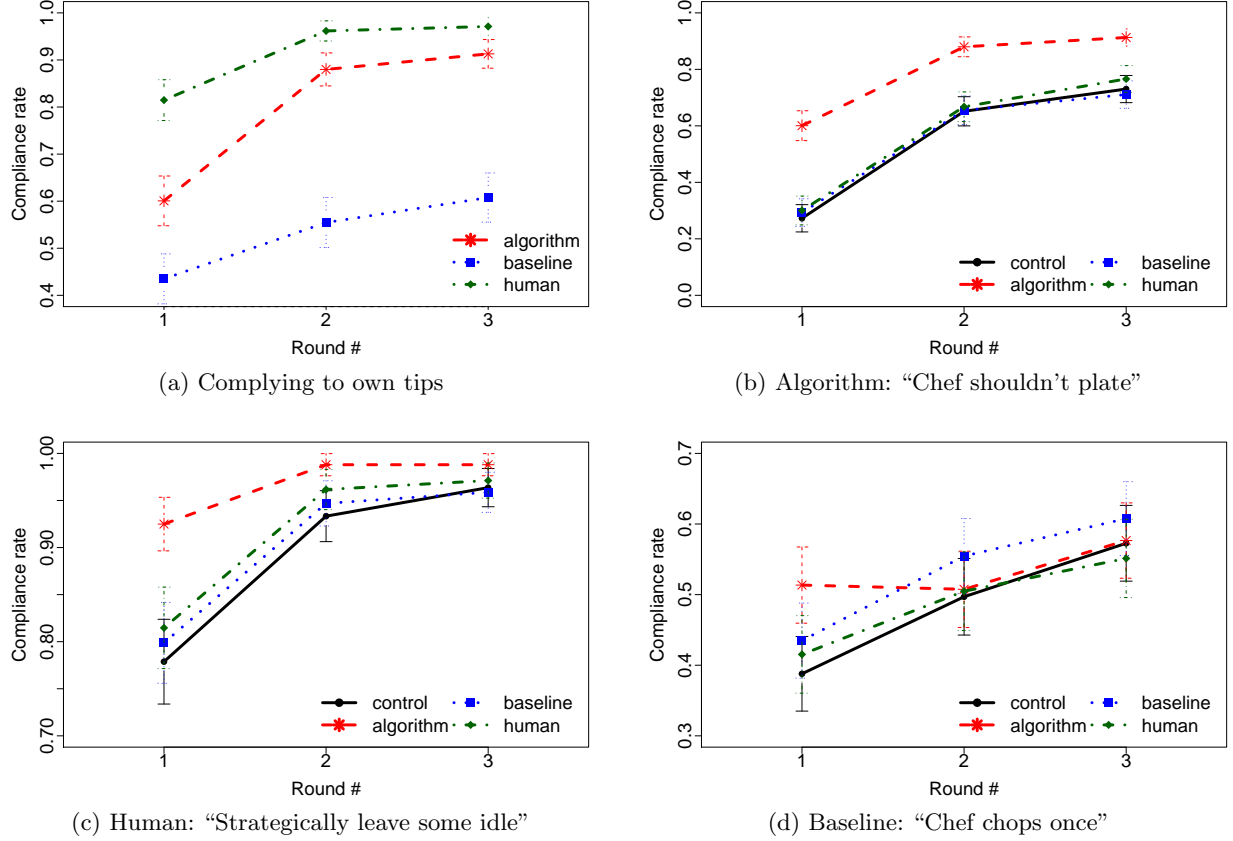 Compliance rate
1.0
0.9
0.8
0.7
0.6
0.5
0.4
algorithm
baseline
human
1 2 3
Round #
(a) Complying to own tips
Compliance rate
1.0
0.8
0.6
0.4
0.2
0.0
control baseline
algorithm human
1 2 3
Round #
(b) Algorithm: “Chef shouldn’t plate”
Compliance rate
1.00
0.90
0.80
0.70
control baseline
algorithm human
1 2 3
Round #
(c) Human: “Strategically leave some idle”
Compliance rate
0.7
0.6
0.5
0.4
0.3
control baseline
algorithm human
1 2 3
Round #
(d) Baseline: “Chef chops once”